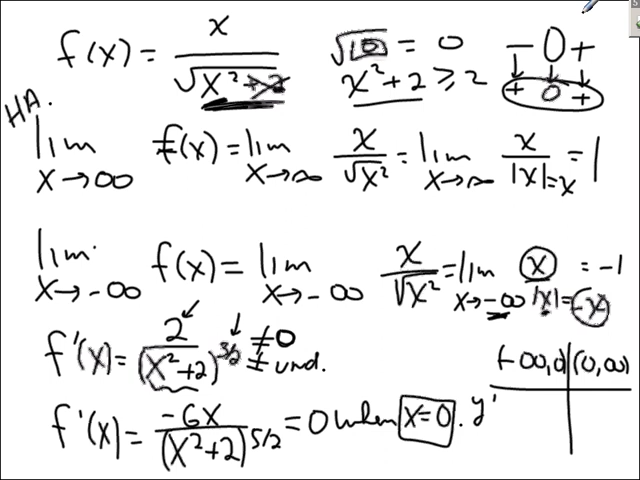 f(x) = x / √(x² + 2)  √[0] = 0  − 0 +
x² + 2 ≥ 2  + 0 +
HA.
lim x→∞ f(x) = lim x→∞ x / √x² = lim x→∞ x / |x|=x = 1
lim x→-∞ f(x) = lim x→-∞ x / √x² = lim x→-∞ x / |x|=-x = -1
f'(x) = 2 / (x²+2)^3/2 ≠0 ≠und.
(-∞,0) | (0,∞)
f'(x) = -6x / (x²+2)^5/2 = 0 when x=0. y'